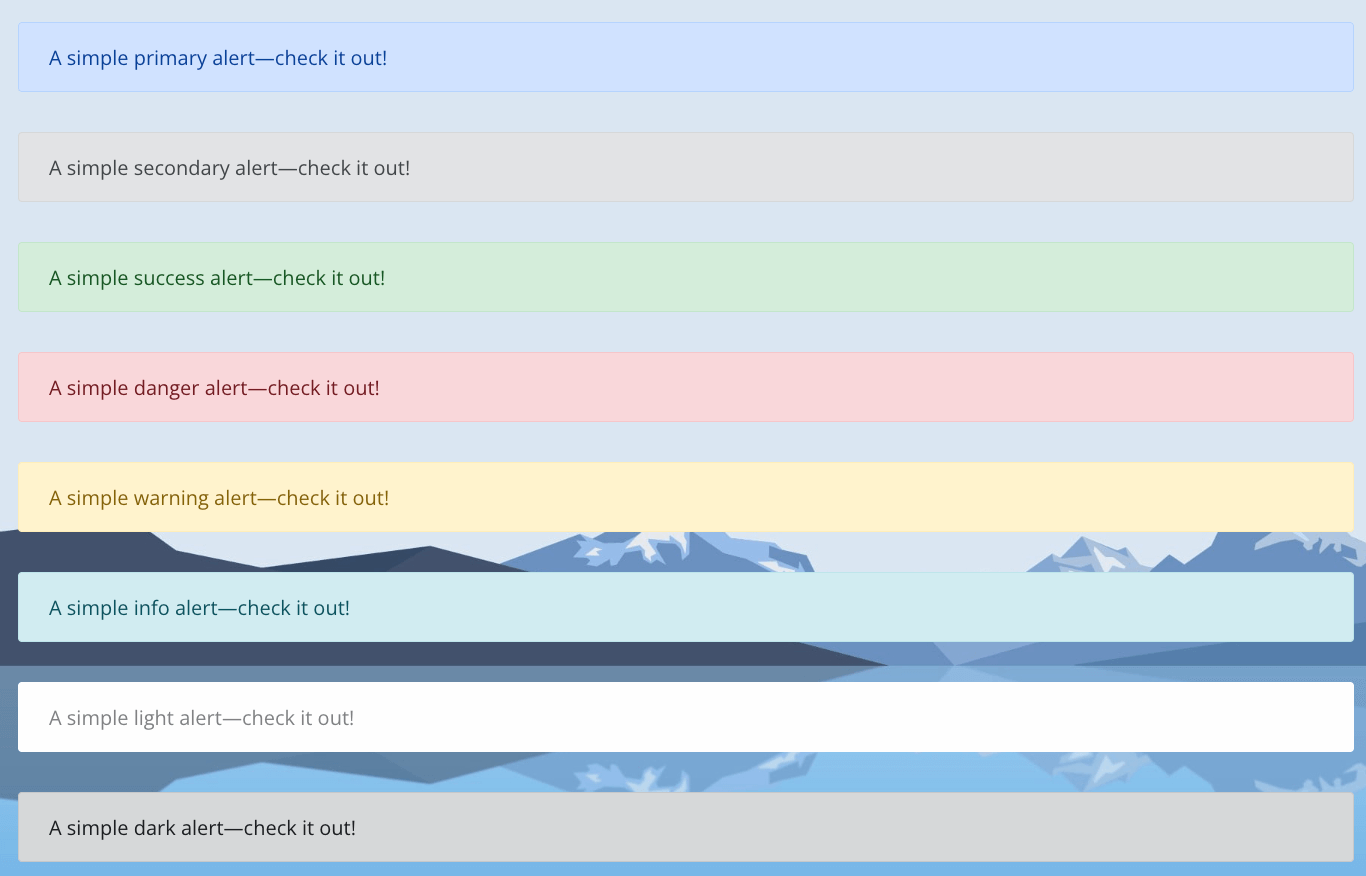 A simple primary alert—check it out!
A simple secondary alert—check it out!
A simple success alert—check it out!
A simple danger alert—check it out!
A simple warning alert—check it out!
A simple info alert—check it out!
A simple light alert—check it out!
A simple dark alert—check it out!